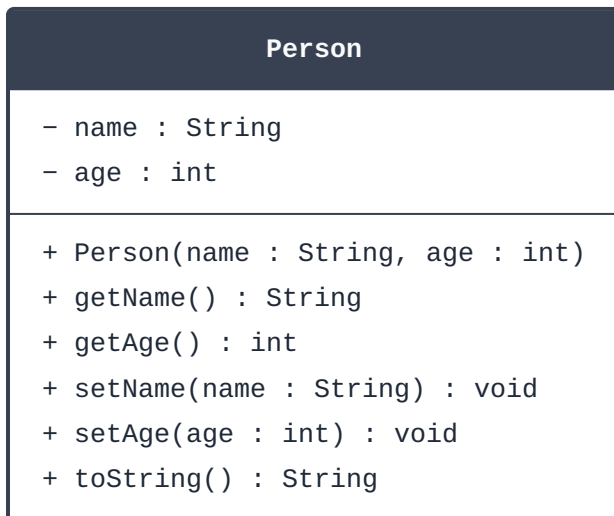 Person
− name : String
− age : int
+ Person(name : String, age : int)
+ getName() : String
+ getAge() : int
+ setName(name : String) : void
+ setAge(age : int) : void
+ toString() : String